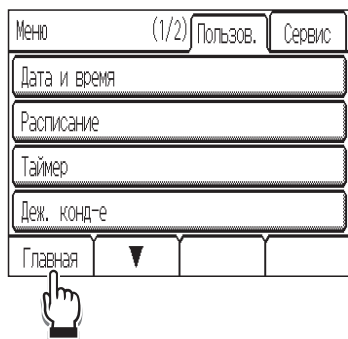 Меню (1/2) Пользов. Сервис
Дата и время
Расписание
Таймер
Деж. конд-е
Главная ▼